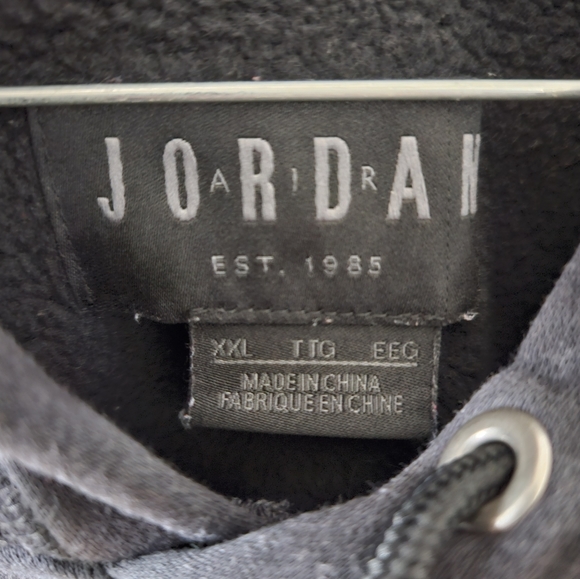 JORDAN
AIR
EST. 1985
XXL TTG EEG
MADE IN CHINA
FABRIQUE EN CHINE